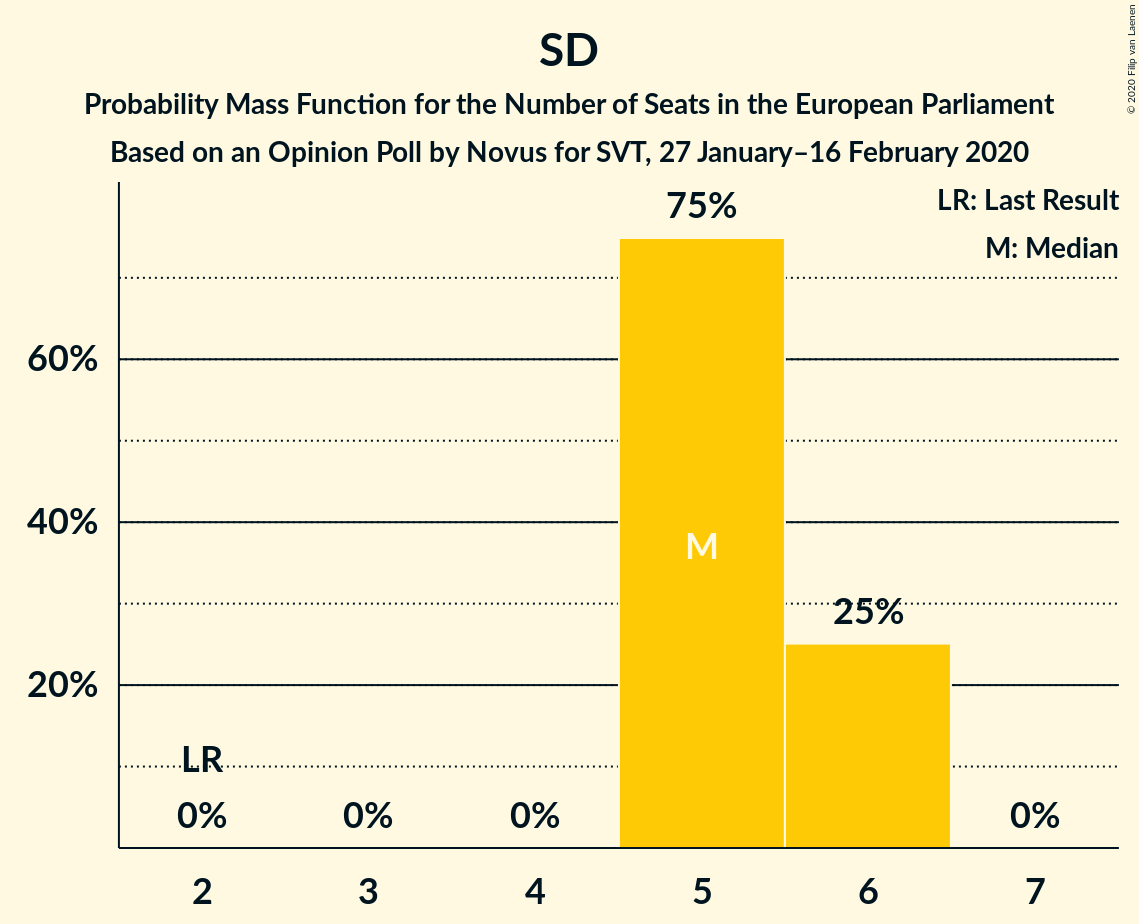 SD
Probability Mass Function for the Number of Seats in the European Parliament
Based on an Opinion Poll by Novus for SVT, 27 January–16 February 2020
© 2020 Filip van Laenen
LR: Last Result
M: Median
75%
60%
40%
M
25%
20%
LR
0%
0%
0%
0%
2
3
4
5
6
7